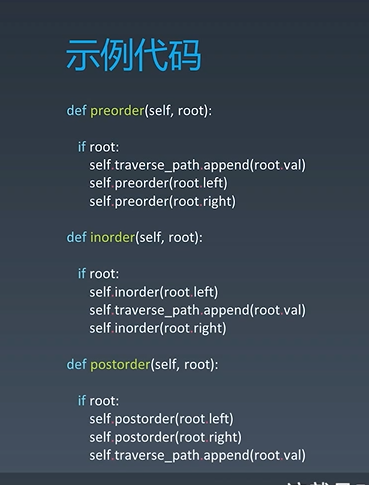 示例代码
def preorder(self, root):
if root:
self.traverse_path.append(root.val)
self.preorder(root.left)
self.preorder(root.right)
def inorder(self, root):
if root:
self.inorder(root.left)
self.traverse_path.append(root.val)
self.inorder(root.right)
def postorder(self, root):
if root:
self.postorder(root.left)
self.postorder(root.right)
self.traverse_path.append(root.val)